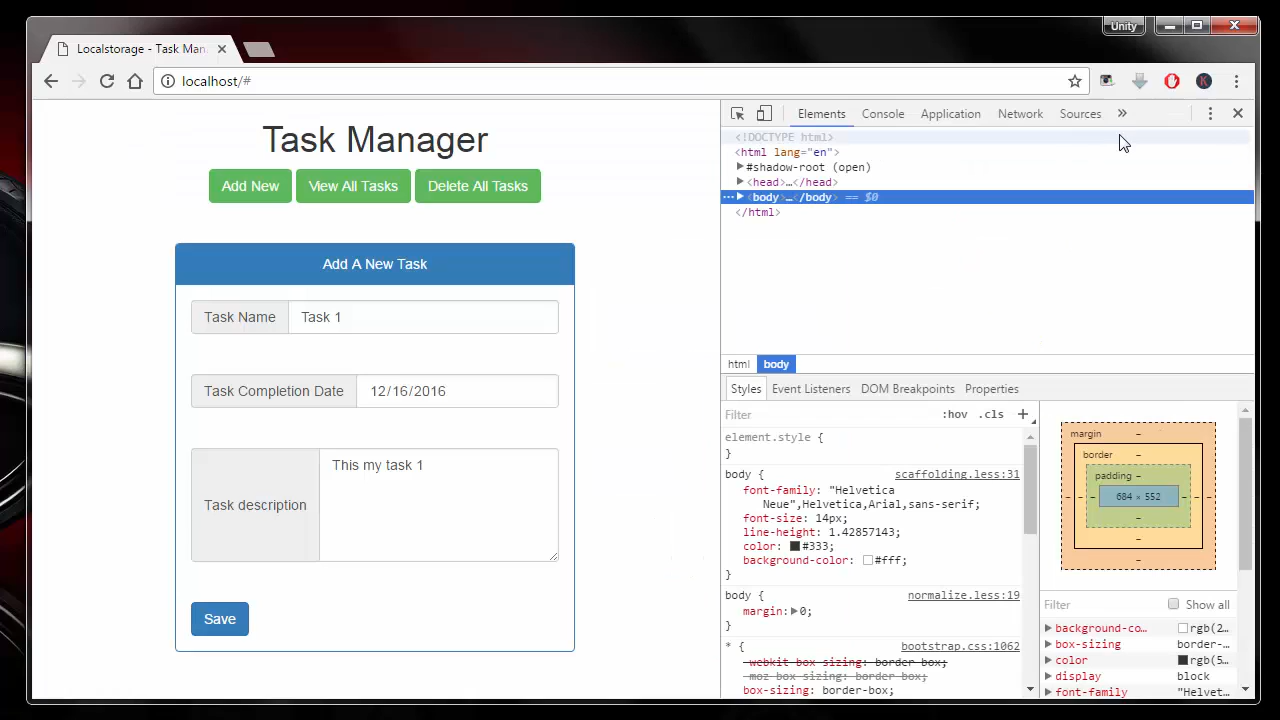 Unity
Localstorage - Task Man
localhost/#
Task Manager
Add New View All Tasks Delete All Tasks
Add A New Task
Task Name Task 1
Task Completion Date 12/16/2016
Task description This my task 1
Save
Elements Console Application Network Sources »
<!DOCTYPE html>
<html lang="en">
#shadow-root (open)
<head>…</head>
<body>…</body> == $0
</html>
html body
Styles Event Listeners DOM Breakpoints Properties
Filter :hov .cls +
element.style {
}
body { scaffolding.less:31
font-family: "Helvetica
Neue",Helvetica,Arial,sans-serif;
font-size: 14px;
line-height: 1.42857143;
color: #333;
background-color: #fff;
}
body { normalize.less:19
margin: 0;
}
* { bootstrap.css:1062
-webkit-box-sizing: border-box;
-moz-box-sizing: border-box;
box-sizing: border-box;
margin –
border –
padding –
– – – 684 × 552 – – –
–
–
–
Filter Show all
background-co… rgb(2…
box-sizing border-…
color rgb(5…
display block
font-family "Helvet…